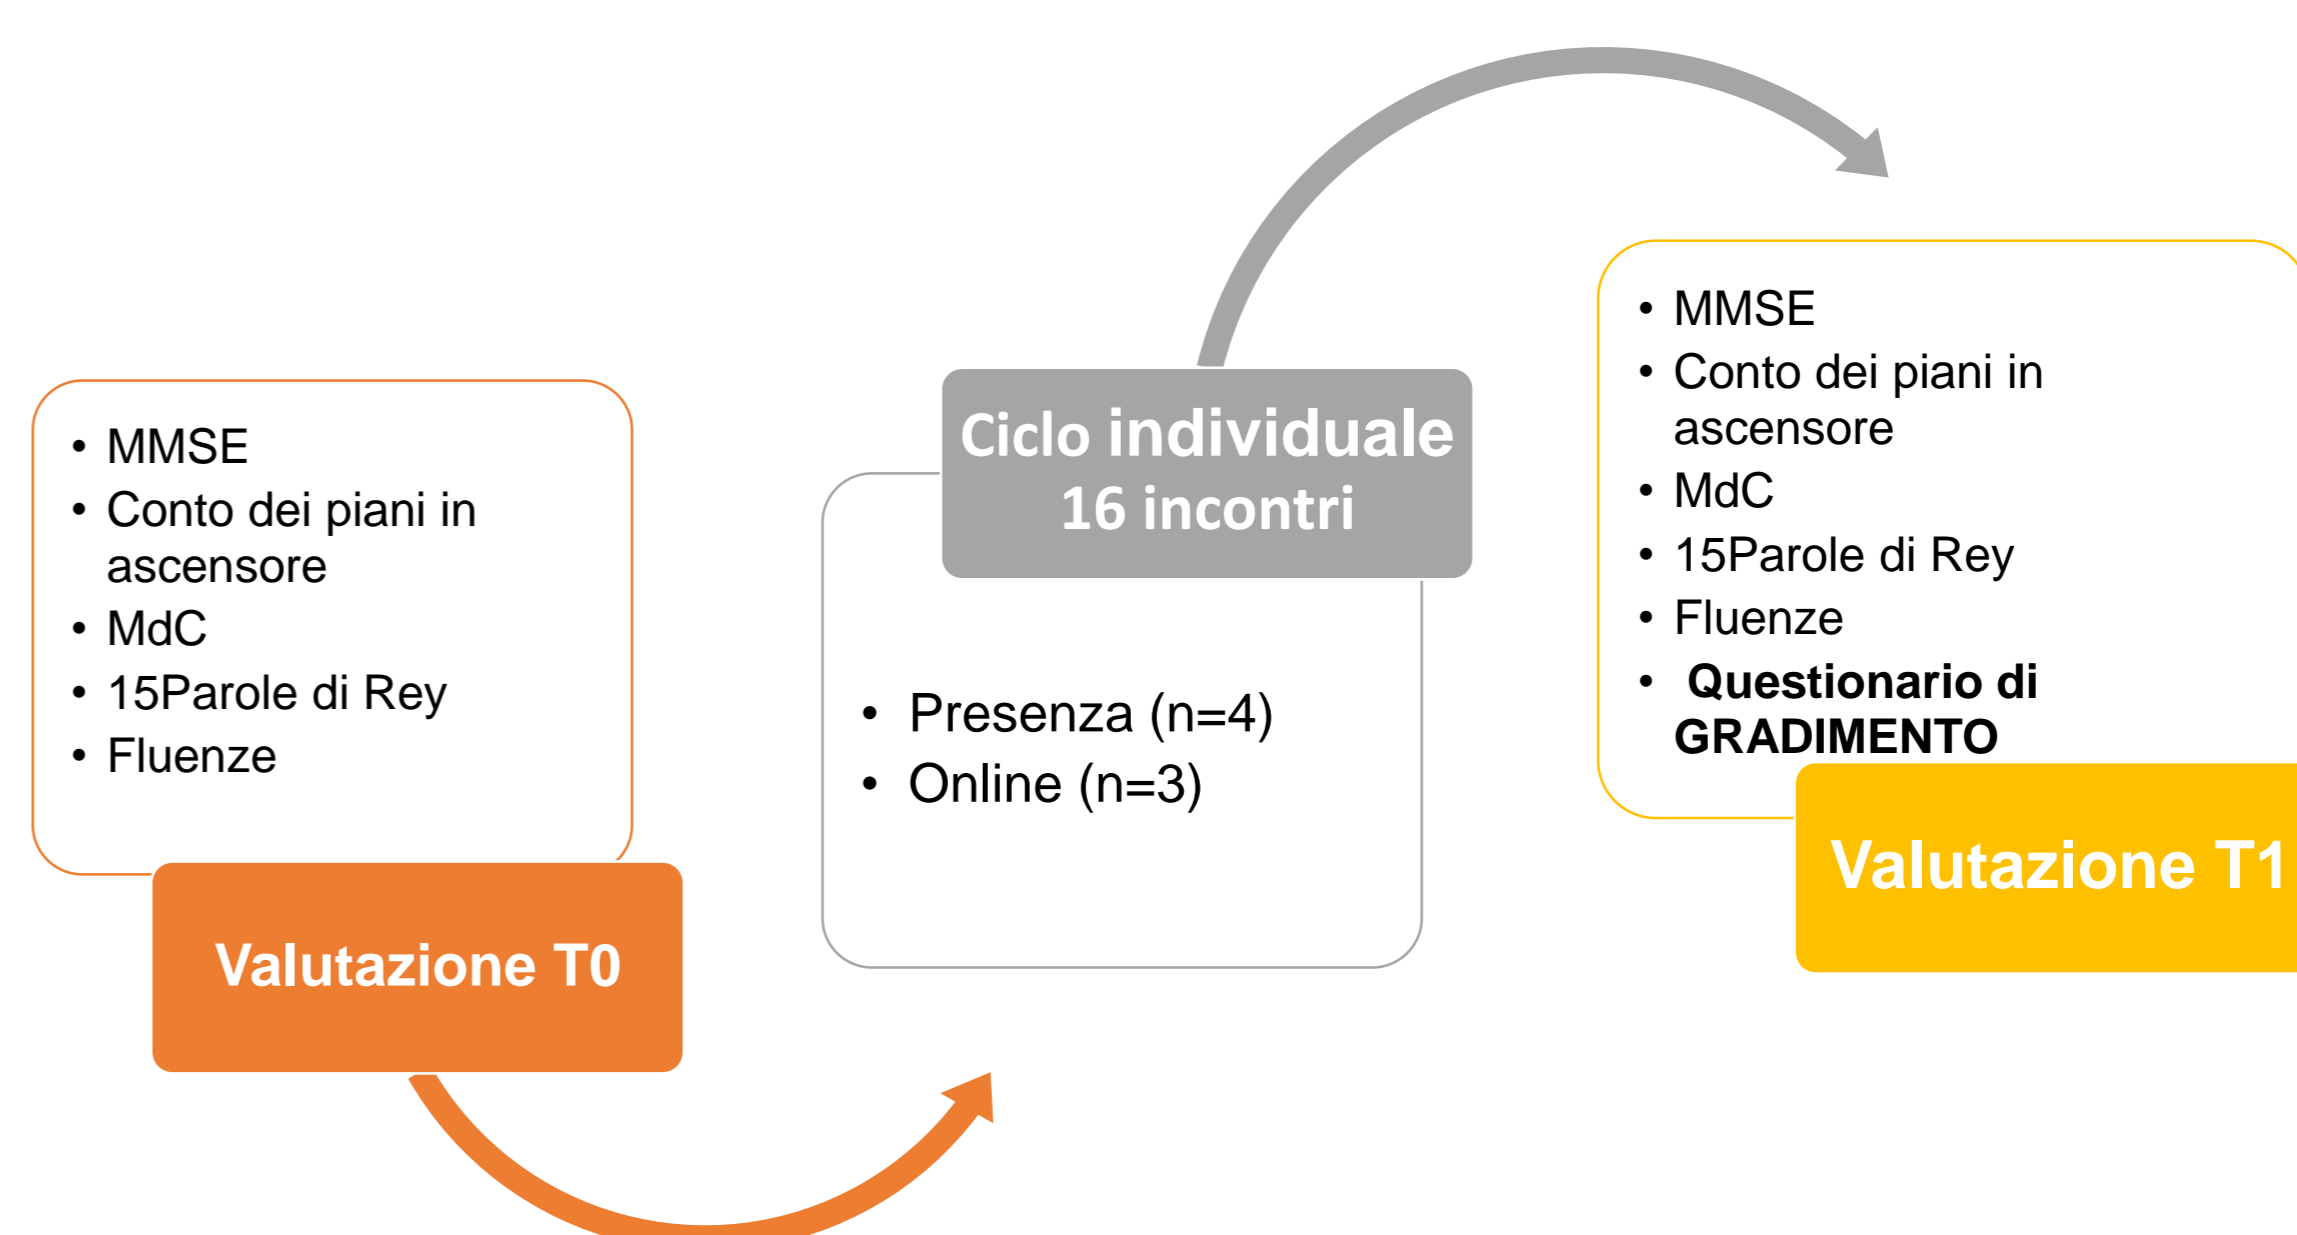 • MMSE
• Conto dei piani in
ascensore
• MdC
• 15Parole di Rey
• Fluenze
Valutazione T0
Ciclo individuale
16 incontri
• Presenza (n=4)
• Online (n=3)
• MMSE
• Conto dei piani in
ascensore
• MdC
• 15Parole di Rey
• Fluenze
• Questionario di
GRADIMENTO
Valutazione T1